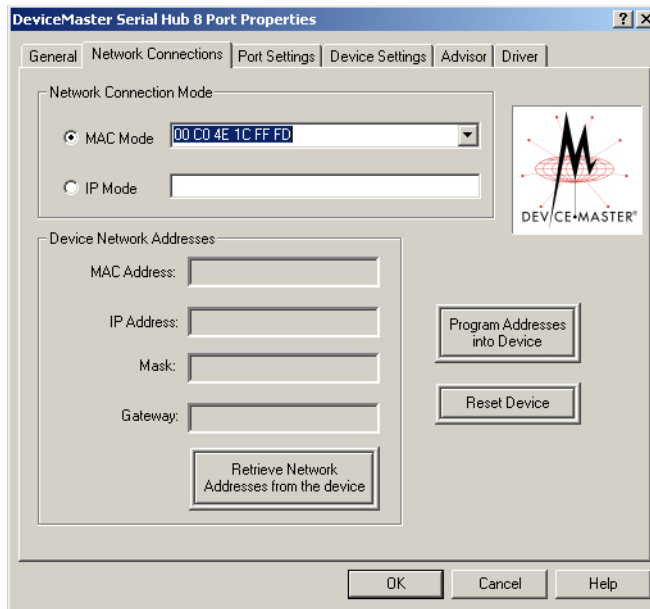 DeviceMaster Serial Hub 8 Port Properties
General Network Connections Port Settings Device Settings Advisor Driver
Network Connection Mode
MAC Mode 00 C0 4E 1C FF FD
IP Mode
DEVICE•MASTER®
Device Network Addresses
MAC Address:
IP Address:
Mask:
Gateway:
Retrieve Network
Addresses from the device
Program Addresses
into Device
Reset Device
OK Cancel Help